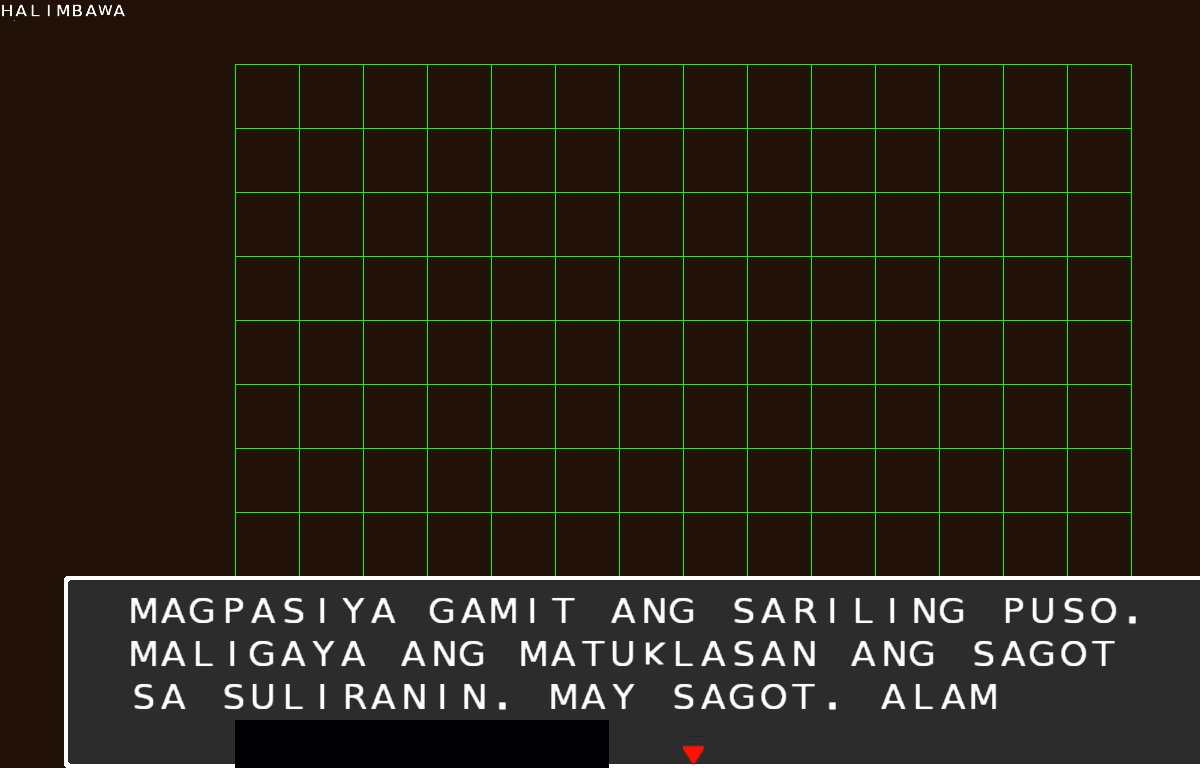 HALIMBAWA
MAGPASIYA GAMIT ANG SARILING PUSO.
MALIGAYA ANG MATUKLASAN ANG SAGOT
SA SULIRANIN. MAY SAGOT. ALAM